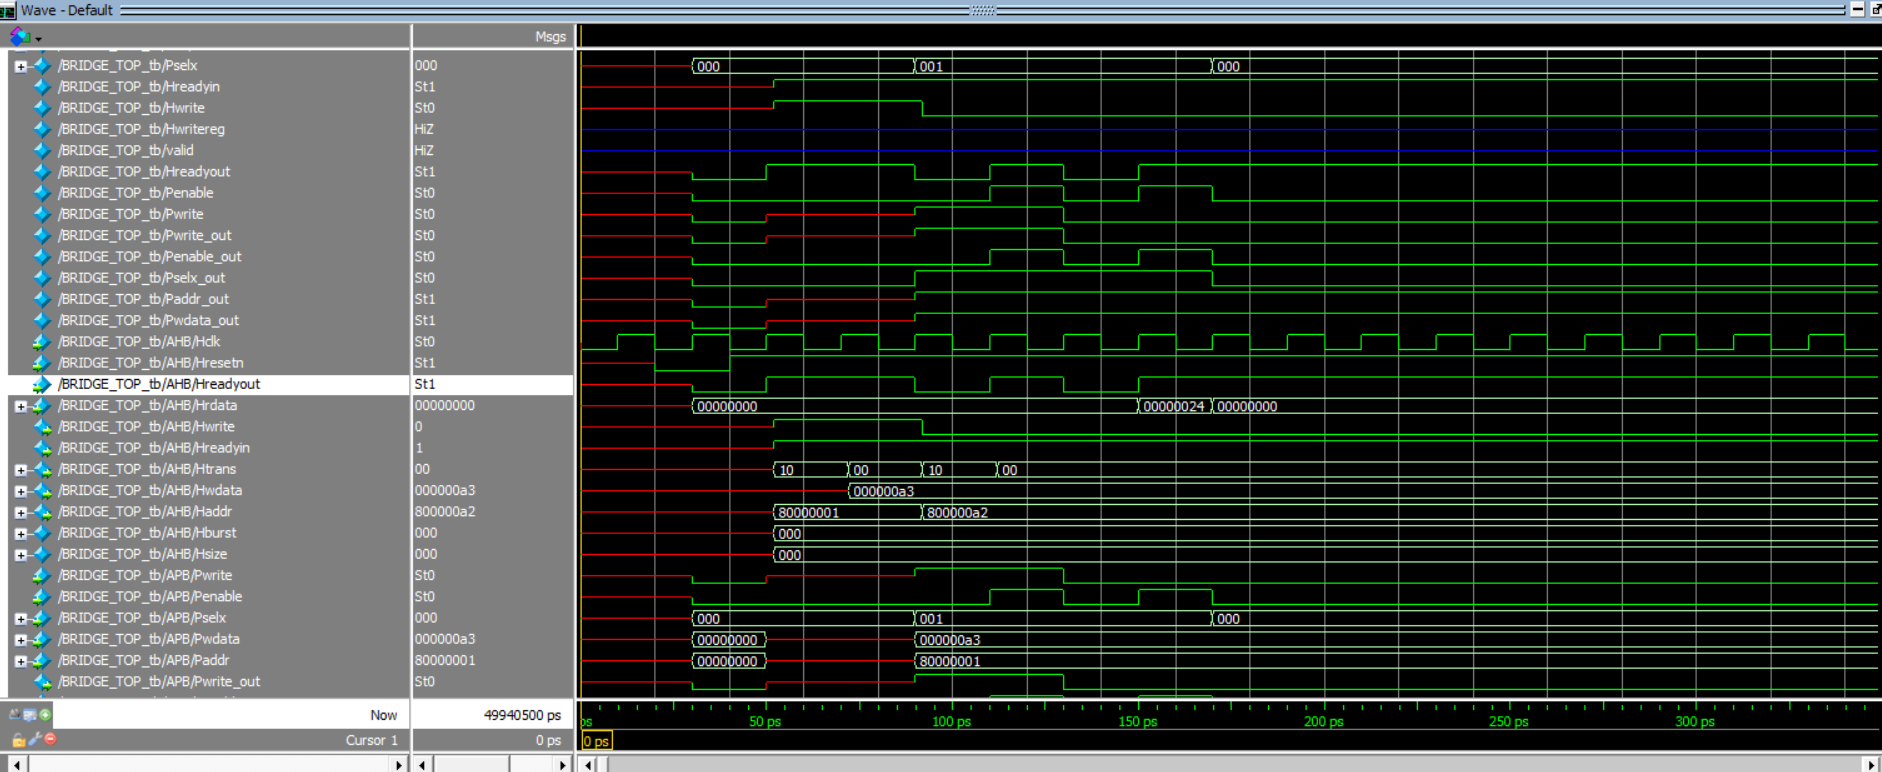 Wave - Default
Msgs
/BRIDGE_TOP_tb/Pselx 000 000 001 000
/BRIDGE_TOP_tb/Hreadyin St1
/BRIDGE_TOP_tb/Hwrite St0
/BRIDGE_TOP_tb/Hwritereg HiZ
/BRIDGE_TOP_tb/valid HiZ
/BRIDGE_TOP_tb/Hreadyout St1
/BRIDGE_TOP_tb/Penable St0
/BRIDGE_TOP_tb/Pwrite St0
/BRIDGE_TOP_tb/Pwrite_out St0
/BRIDGE_TOP_tb/Penable_out St0
/BRIDGE_TOP_tb/Pselx_out St0
/BRIDGE_TOP_tb/Paddr_out St1
/BRIDGE_TOP_tb/Pwdata_out St1
/BRIDGE_TOP_tb/AHB/Hclk St0
/BRIDGE_TOP_tb/AHB/Hresetn St1
/BRIDGE_TOP_tb/AHB/Hreadyout St1
/BRIDGE_TOP_tb/AHB/Hrdata 00000000 00000000 00000024 00000000
/BRIDGE_TOP_tb/AHB/Hwrite 0
/BRIDGE_TOP_tb/AHB/Hreadyin 1
/BRIDGE_TOP_tb/AHB/Htrans 00 10 00 10 00
/BRIDGE_TOP_tb/AHB/Hwdata 000000a3 000000a3
/BRIDGE_TOP_tb/AHB/Haddr 800000a2 80000001 800000a2
/BRIDGE_TOP_tb/AHB/Hburst 000 000
/BRIDGE_TOP_tb/AHB/Hsize 000 000
/BRIDGE_TOP_tb/APB/Pwrite St0
/BRIDGE_TOP_tb/APB/Penable St0
/BRIDGE_TOP_tb/APB/Pselx 000 000 001 000
/BRIDGE_TOP_tb/APB/Pwdata 000000a3 00000000 000000a3
/BRIDGE_TOP_tb/APB/Paddr 80000001 00000000 80000001
/BRIDGE_TOP_tb/APB/Pwrite_out St0
Now 49940500 ps ps 50 ps 100 ps 150 ps 200 ps 250 ps 300 ps
Cursor 1 0 ps 0 ps